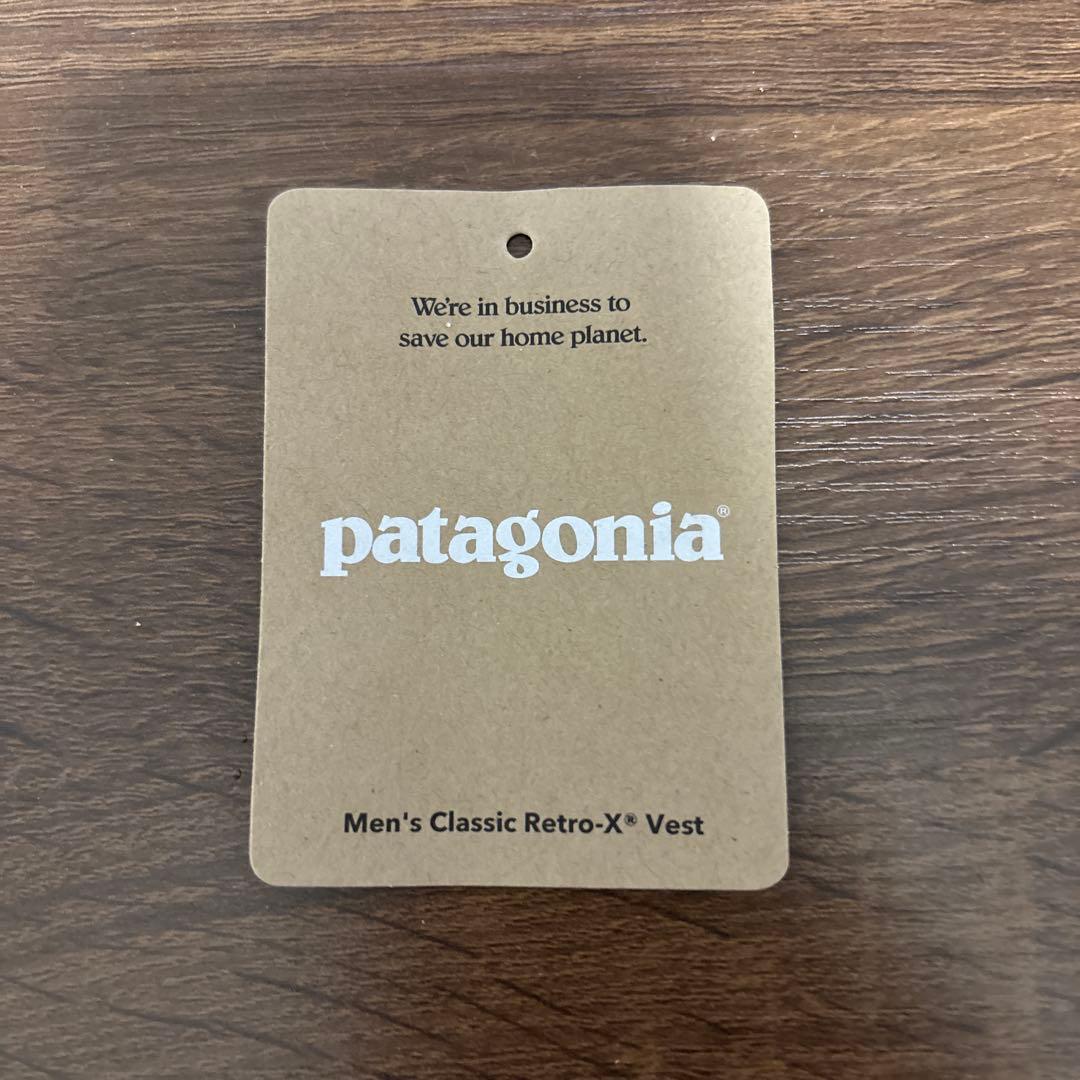 We're in business to
save our home planet.
patagonia®
Men's Classic Retro-X® Vest